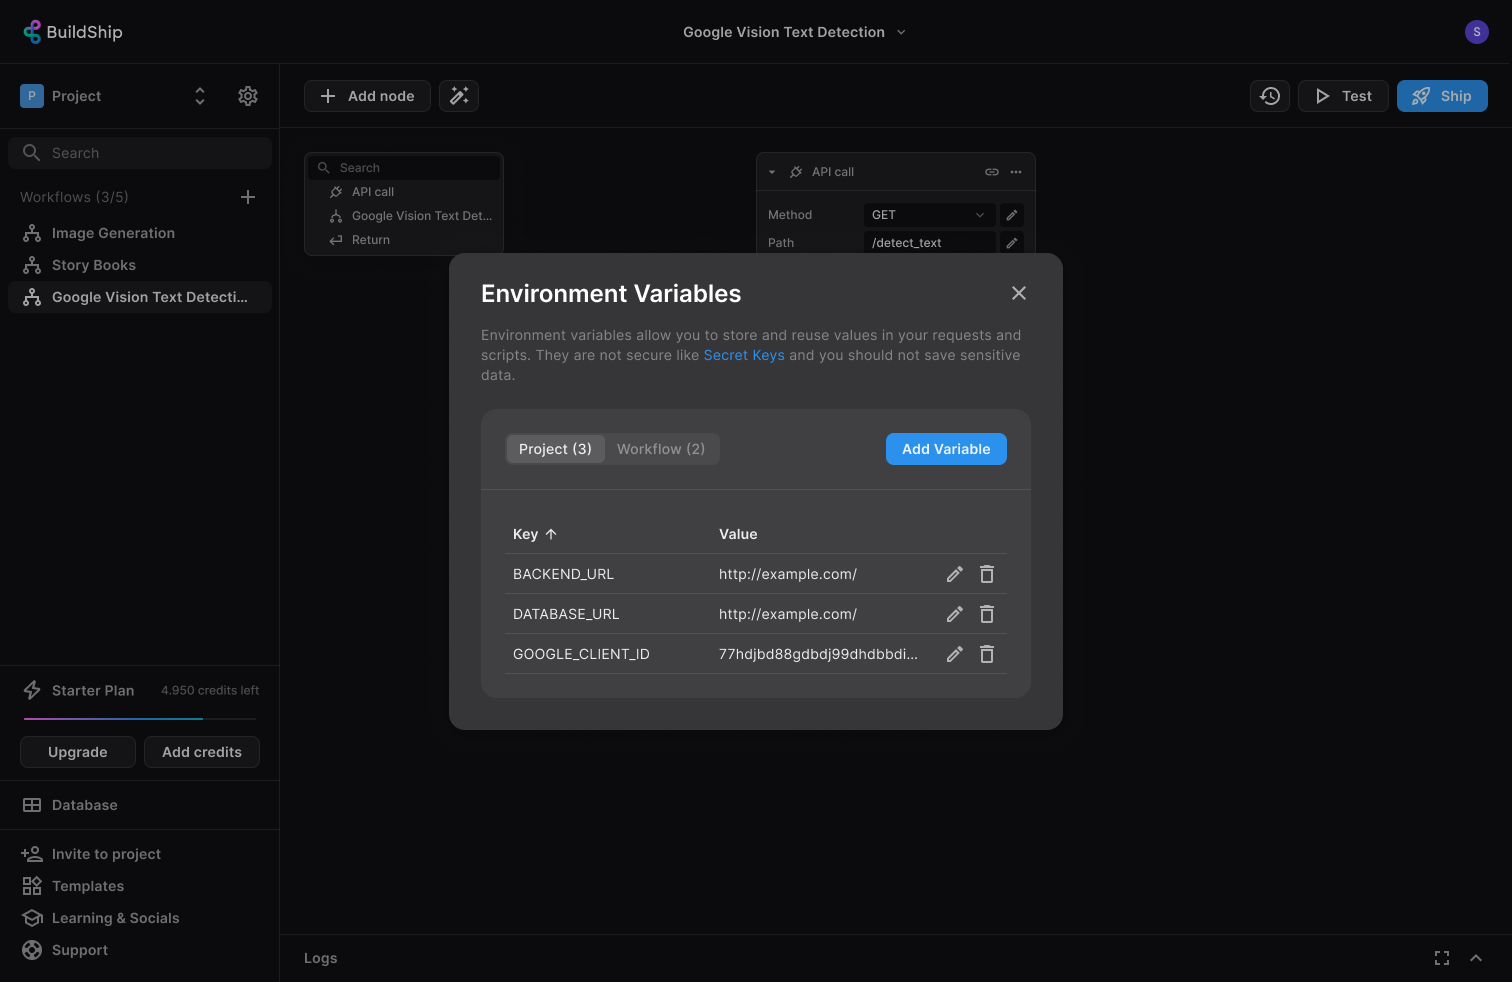 BuildShip
Google Vision Text Detection
S
P Project
Add node
Test
Ship
Search
Workflows (3/5)
Image Generation
Story Books
Google Vision Text Detecti...
Search
API call
Google Vision Text Det...
Return
API call
Method GET
Path /detect_text
Environment Variables
Environment variables allow you to store and reuse values in your requests and
scripts. They are not secure like Secret Keys and you should not save sensitive
data.
Project (3) Workflow (2) Add Variable
Key Value
BACKEND_URL http://example.com/
DATABASE_URL http://example.com/
GOOGLE_CLIENT_ID 77hdjbd88gdbdj99dhdbbdi...
Starter Plan 4.950 credits left
Upgrade Add credits
Database
Invite to project
Templates
Learning & Socials
Support
Logs